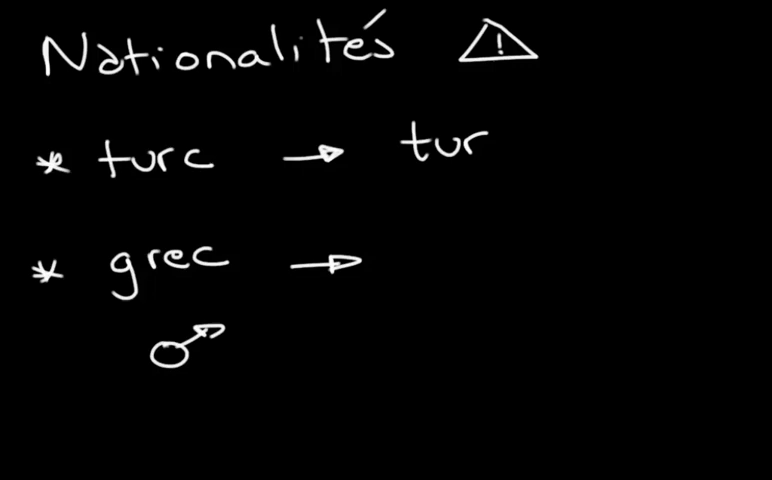 Nationalités ⚠
* turc → tur
* grec →
♂